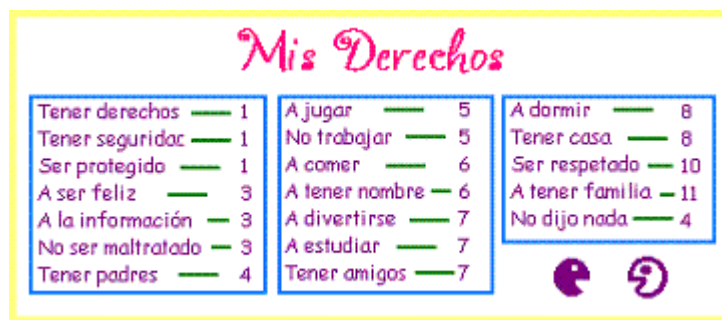 Mis Derechos
Tener derechos 1
Tener seguridac 1
Ser protegido 1
A ser feliz 3
A la información 3
No ser maltratado 3
Tener padres 4
A jugar 5
No trabajar 5
A comer 6
A tener nombre 6
A divertirse 7
A estudiar 7
Tener amigos 7
A dormir 8
Tener casa 8
Ser respetado 10
A tener familia 11
No dijo nada 4